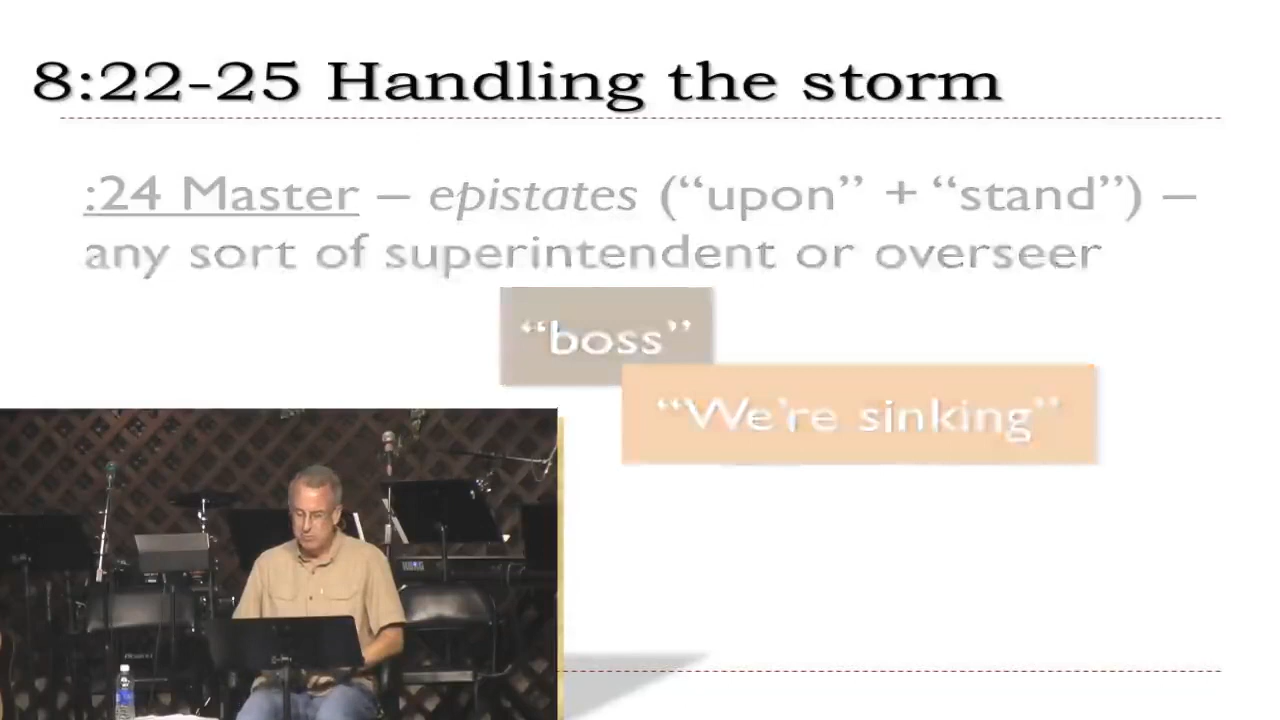 8:22-25 Handling the storm
:24 Master – epistates (“upon” + “stand”) –
any sort of superintendent or overseer
“boss”
“We’re sinking”